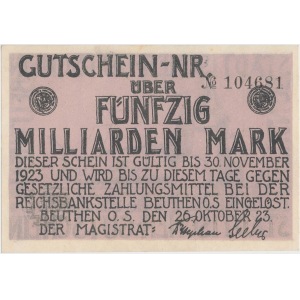 GUTSCHEIN-NR.
№ 104681
ÜBER
FÜNFZIG
MILLIARDEN MARK
DIESER SCHEIN IST GÜLTIG BIS 30. NOVEMBER
1923 UND WIRD BIS ZU DIESEM TAGE GEGEN
GESETZLICHE ZAHLUNGSMITTEL BEI DER
REICHSBANKSTELLE BEUTHEN O.S EINGELÖST.
BEUTHEN O.S. DEN 26. OKTOBER 23.
DER MAGISTRAT: